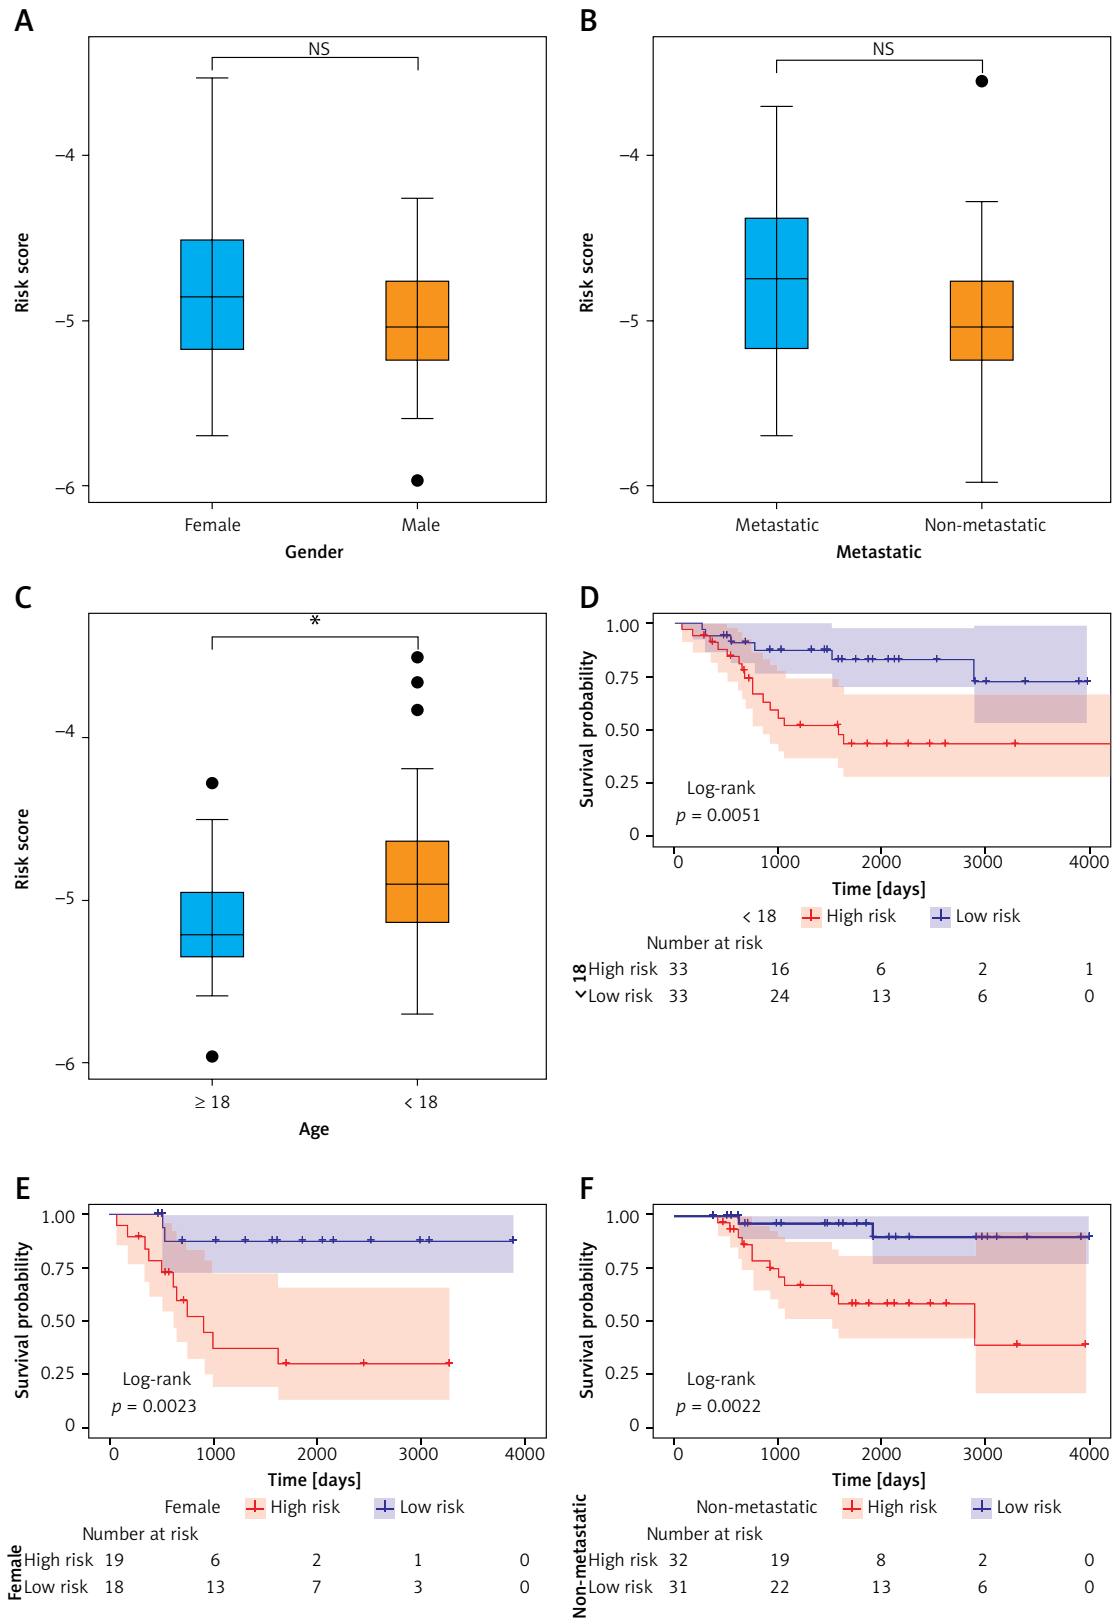 A
NS
−4
−5
−6
Risk score
Female
Male
Gender
B
NS
−4
−5
−6
Risk score
Metastatic
Non-metastatic
Metastatic
C
*
−4
−5
−6
Risk score
≥ 18
< 18
Age
D
1.00
0.75
0.50
0.25
0
Survival probability
Log-rank
p = 0.0051
0 1000 2000 3000 4000
Time [days]
< 18 High risk Low risk
Number at risk
< 18
High risk 33 16 6 2 1
Low risk 33 24 13 6 0
E
1.00
0.75
0.50
0.25
0
Survival probability
Log-rank
p = 0.0023
0 1000 2000 3000 4000
Time [days]
Female High risk Low risk
Number at risk
Female
High risk 19 6 2 1 0
Low risk 18 13 7 3 0
F
1.00
0.75
0.50
0.25
0
Survival probability
Log-rank
p = 0.0022
0 1000 2000 3000 4000
Time [days]
Non-metastatic High risk Low risk
Number at risk
Non-metastatic
High risk 32 19 8 2 0
Low risk 31 22 13 6 0